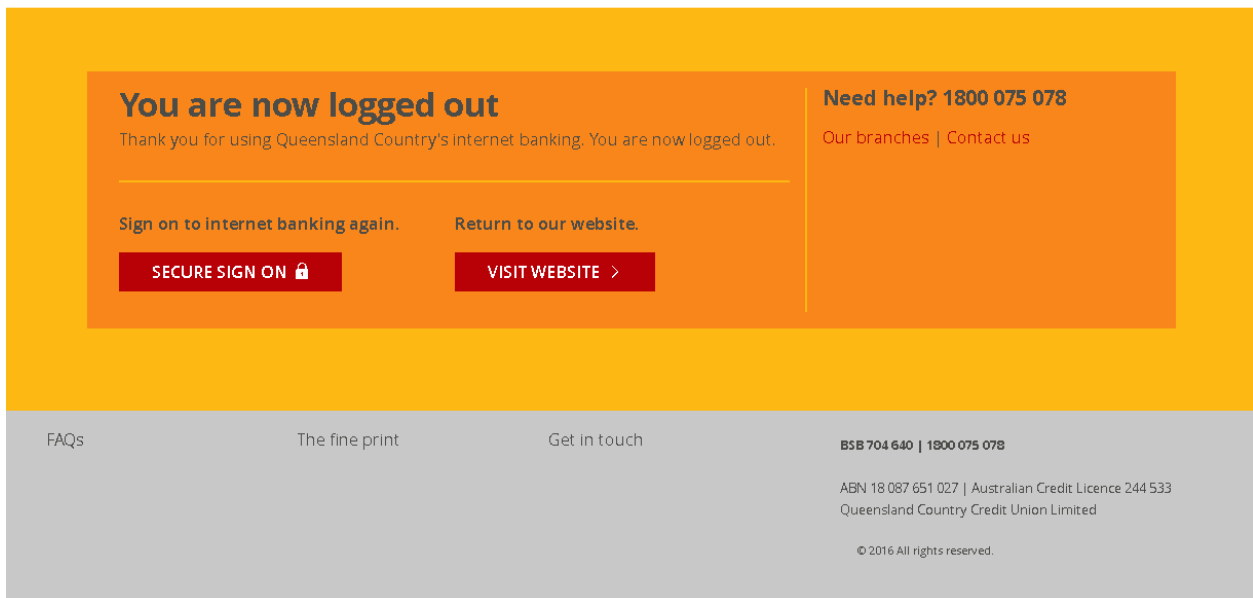 You are now logged out
Thank you for using Queensland Country's internet banking. You are now logged out.
Sign on to internet banking again.
SECURE SIGN ON
Return to our website.
VISIT WEBSITE >
Need help? 1800 075 078
Our branches | Contact us
FAQs
The fine print
Get in touch
BSB 704 640 | 1800 075 078
ABN 18 087 651 027 | Australian Credit Licence 244 533
Queensland Country Credit Union Limited
© 2016 All rights reserved.